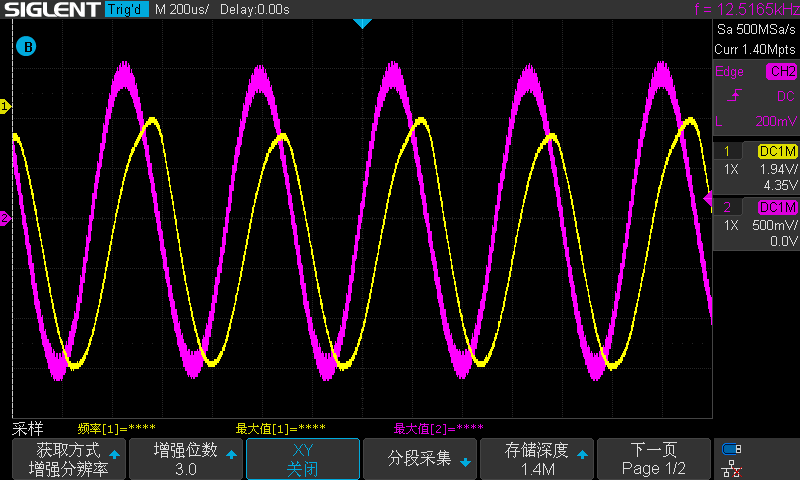 SIGLENT Trig'd M 200us/ Delay:0.00s f = 12.5165kHz
Sa 500MSa/s
Curr 1.40Mpts
B
Edge CH2
DC
L 200mV
1
1 DC1M
1X 1.94V/
4.35V
2
2 DC1M
1X 500mV/
0.0V
采样 频率[1]=**** 最大值[1]=**** 最大值[2]=****
获取方式 增强位数 XY 分段采集 存储深度 下一页
增强分辨率 3.0 关闭 1.4M Page 1/2